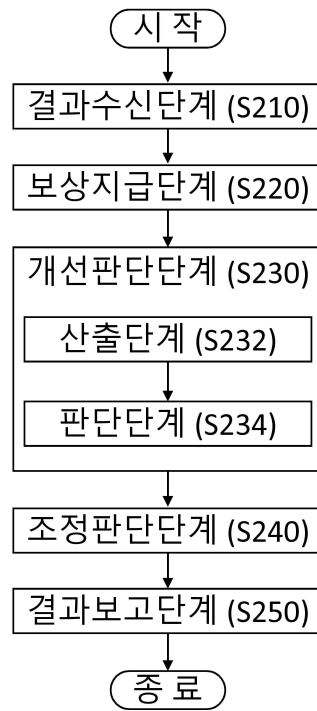 시 작
결과수신단계 (S210)
보상지급단계 (S220)
개선판단단계 (S230)
산출단계 (S232)
판단단계 (S234)
조정판단단계 (S240)
결과보고단계 (S250)
종 료